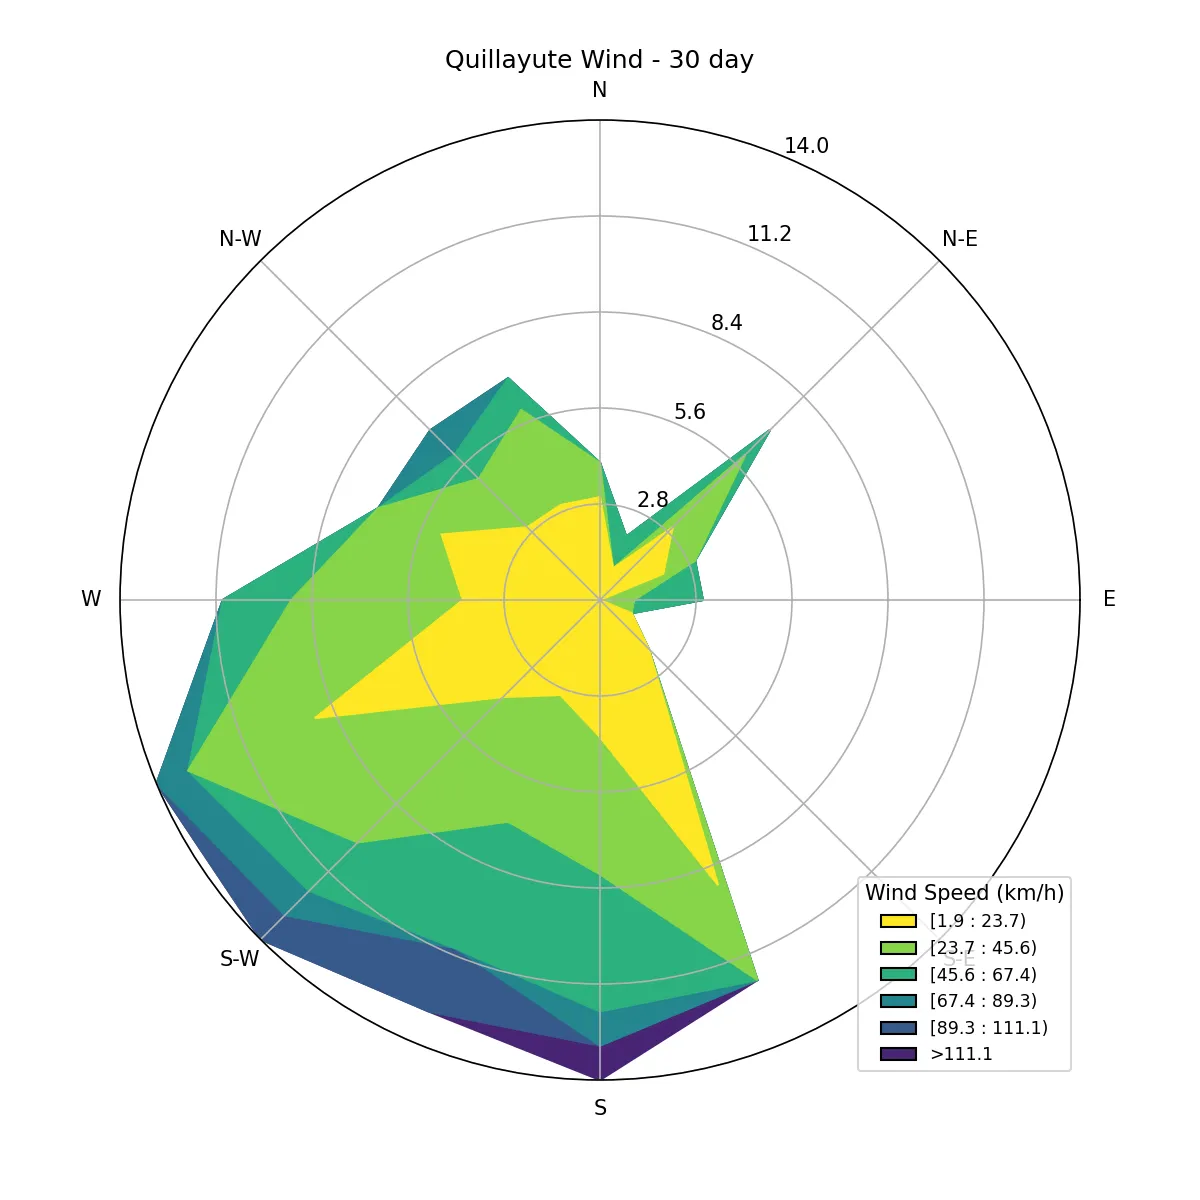 Quillayute Wind - 30 day
N
14.0
11.2
N-W
N-E
8.4
5.6
2.8
W
E
Wind Speed (km/h)
[1.9 : 23.7)
[23.7 : 45.6)
S-W
S-E
[45.6 : 67.4)
[67.4 : 89.3)
[89.3 : 111.1)
>111.1
S